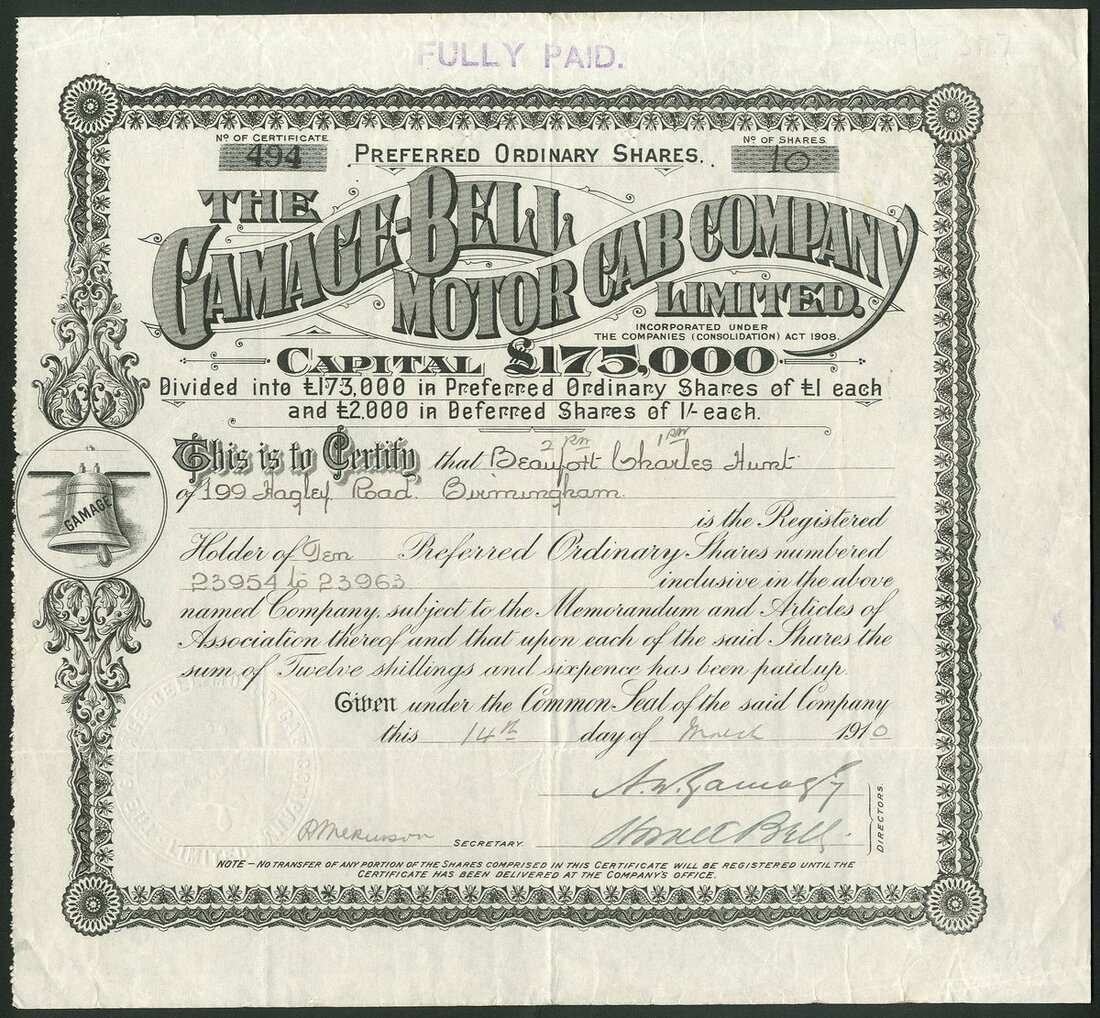 FULLY PAID.
No OF CERTIFICATE
494
PREFERRED ORDINARY SHARES.
No OF SHARES
10
THE
GAMAGE-BELL
MOTOR CAB COMPANY
LIMITED.
INCORPORATED UNDER
THE COMPANIES (CONSOLIDATION) ACT 1908.
CAPITAL £175,000
Divided into £173,000 in Preferred Ordinary Shares of £1 each
and £2,000 in Deferred Shares of 1/- each.
This is to Certify that Beaufort Charles Hunt
of 199 Hagley Road. Birmingham.
is the Registered
Holder of Ten Preferred Ordinary Shares numbered
23954 to 23963 inclusive in the above
named Company, subject to the Memorandum and Articles of
Association thereof and that upon each of the said Shares the
sum of Twelve shillings and sixpence has been paid up.
GAMAGE
Given under the Common Seal of the said Company
this 14th day of March 1910
A.W. Gamage
SECRETARY
Bell
DIRECTORS.
NOTE - NO TRANSFER OF ANY PORTION OF THE SHARES COMPRISED IN THIS CERTIFICATE WILL BE REGISTERED UNTIL THE
CERTIFICATE HAS BEEN DELIVERED AT THE COMPANY'S OFFICE.